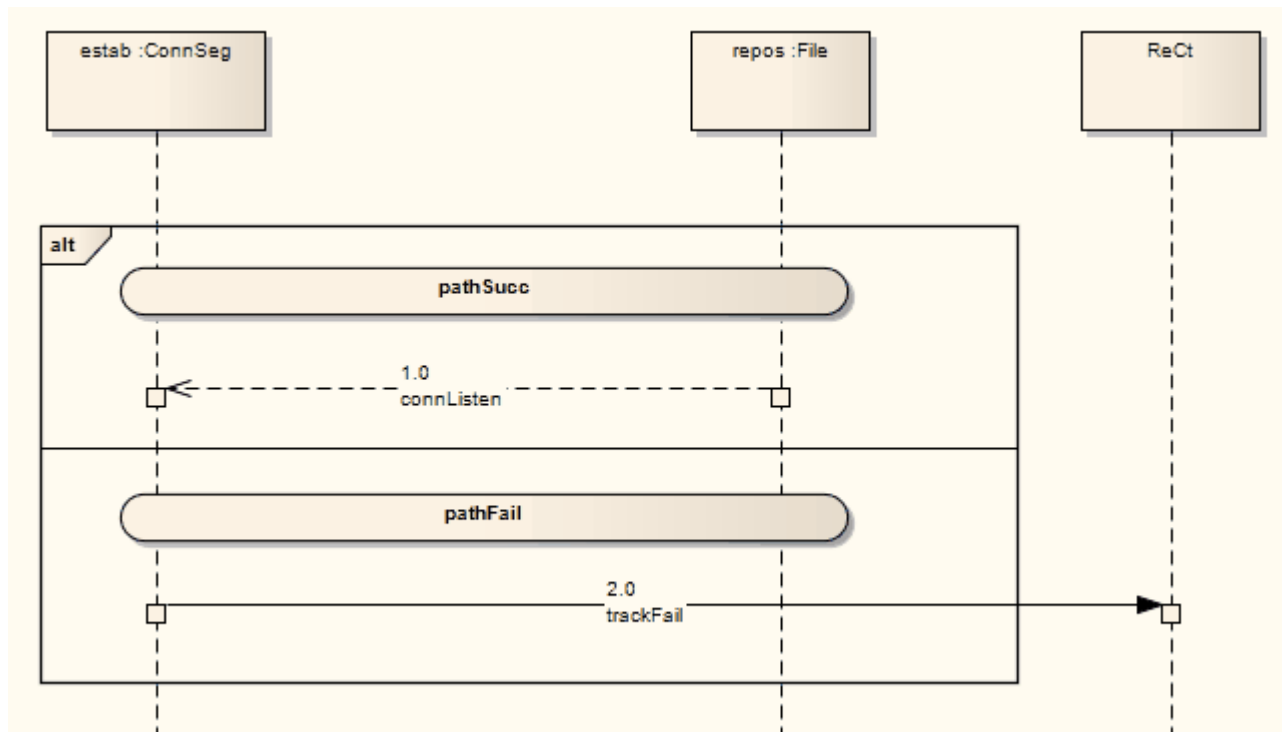 estab :ConnSeg
repos :File
ReCt
alt
pathSucc
1.0
connListen
pathFail
2.0
trackFail